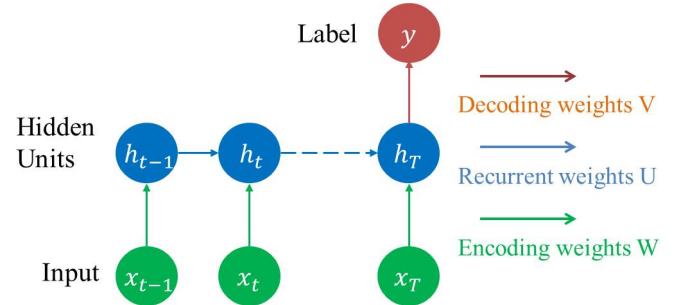 Label
y
Decoding weights V
Hidden
Units
h_{t-1}
h_t
h_T
Recurrent weights U
Encoding weights W
Input
x_{t-1}
x_t
x_T